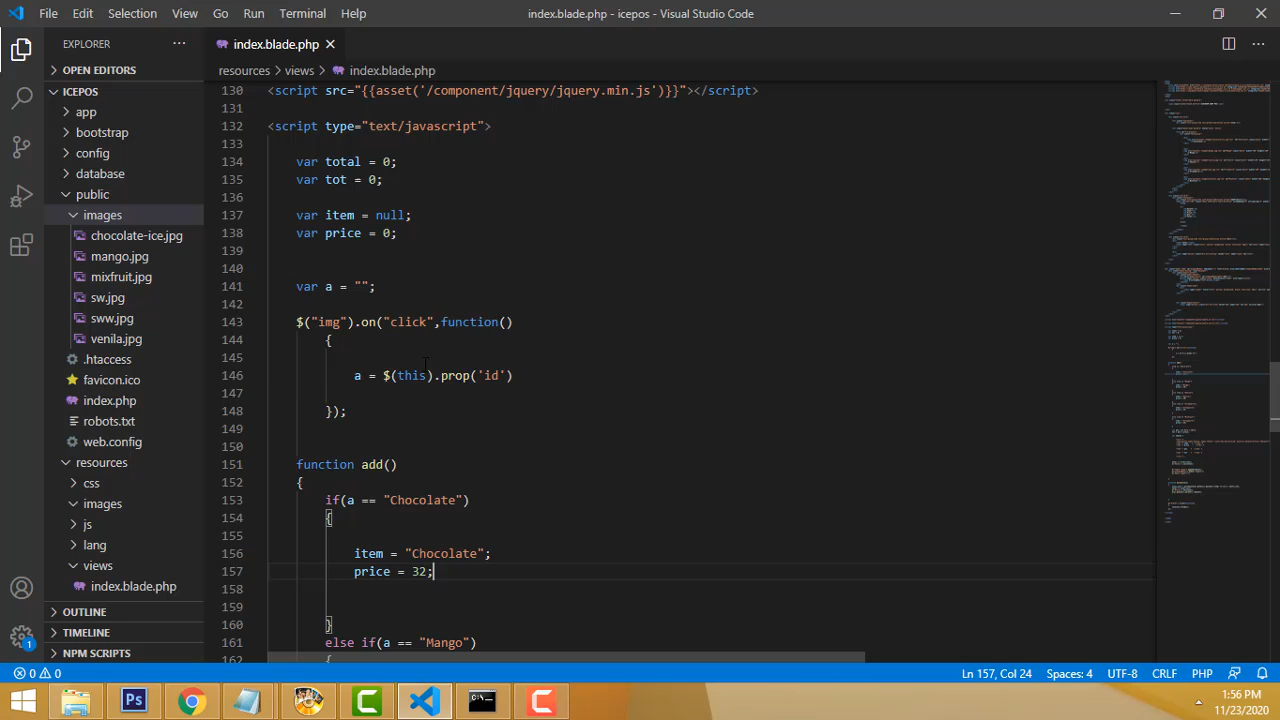 File Edit Selection View Go Run Terminal Help
index.blade.php - icepos - Visual Studio Code
EXPLORER
OPEN EDITORS
ICEPOS
app
bootstrap
config
database
public
images
chocolate-ice.jpg
mango.jpg
mixfruit.jpg
sw.jpg
sww.jpg
venila.jpg
.htaccess
favicon.ico
index.php
robots.txt
web.config
resources
css
images
js
lang
views
index.blade.php
OUTLINE
TIMELINE
NPM SCRIPTS
index.blade.php
resources > views > index.blade.php
130 <script src="{{asset('/component/jquery/jquery.min.js')}}"></script>
131
132 <script type="text/javascript">
133
134 var total = 0;
135 var tot = 0;
136
137 var item = null;
138 var price = 0;
139
140
141 var a = "";
142
143 $("img").on("click",function()
144 {
145
146 a = $(this).prop('id')
147
148 });
149
150
151 function add()
152 {
153 if(a == "Chocolate")
154 {
155
156 item = "Chocolate";
157 price = 32;
158
159
160 }
161 else if(a == "Mango")
162 {
0 0
Ln 157, Col 24 Spaces: 4 UTF-8 CRLF PHP
1
Ps
1:56 PM
11/23/2020